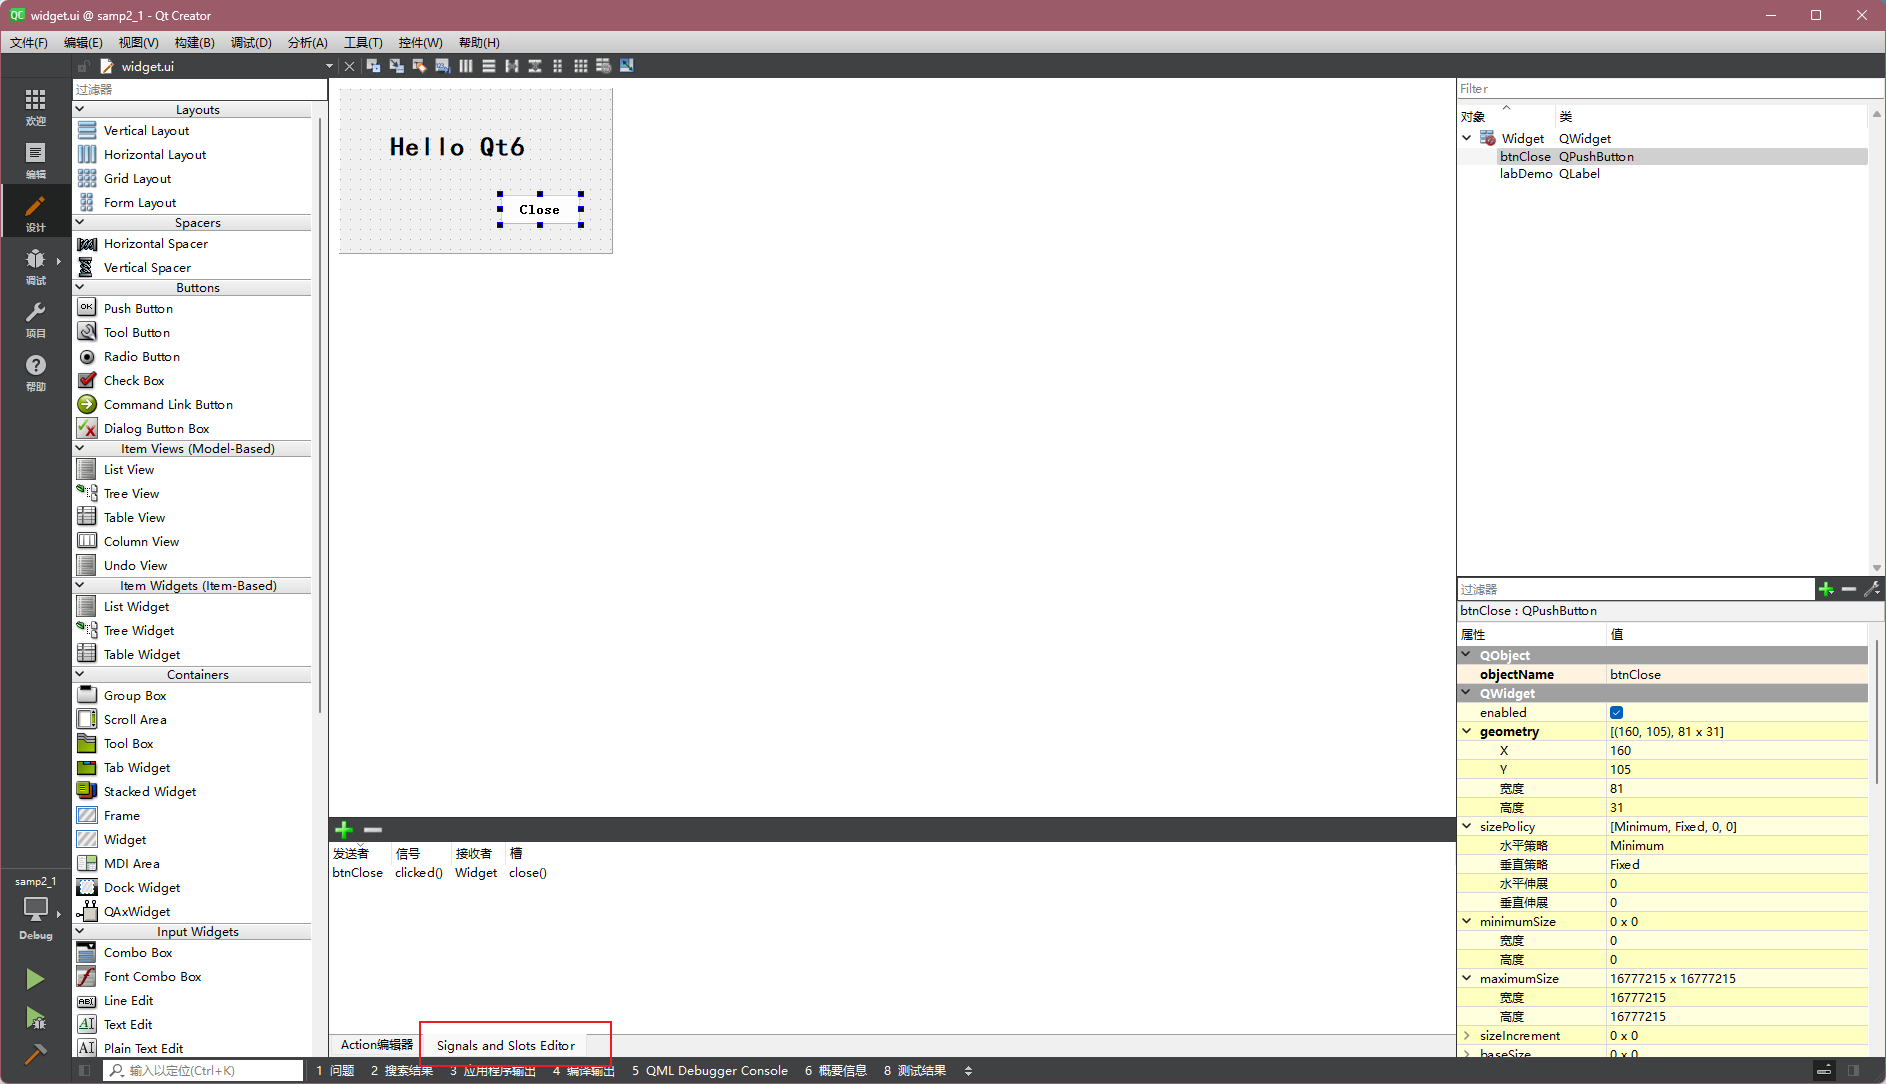 widget.ui @ samp2_1 - Qt Creator
文件(F) 编辑(E) 视图(V) 构建(B) 调试(D) 分析(A) 工具(T) 控件(W) 帮助(H)
widget.ui
欢迎
编辑
设计
调试
项目
帮助
samp2_1
Debug
过滤器
Layouts
Vertical Layout
Horizontal Layout
Grid Layout
Form Layout
Spacers
Horizontal Spacer
Vertical Spacer
Buttons
Push Button
Tool Button
Radio Button
Check Box
Command Link Button
Dialog Button Box
Item Views (Model-Based)
List View
Tree View
Table View
Column View
Undo View
Item Widgets (Item-Based)
List Widget
Tree Widget
Table Widget
Containers
Group Box
Scroll Area
Tool Box
Tab Widget
Stacked Widget
Frame
Widget
MDI Area
Dock Widget
QAxWidget
Input Widgets
Combo Box
Font Combo Box
Line Edit
Text Edit
Plain Text Edit
Hello Qt6
Close
发送者 信号 接收者 槽
btnClose clicked() Widget close()
Action编辑器 Signals and Slots Editor
Filter
对象 类
Widget QWidget
btnClose QPushButton
labDemo QLabel
过滤器
btnClose : QPushButton
属性 值
QObject
objectName btnClose
QWidget
enabled
geometry [(160, 105), 81 x 31]
X 160
Y 105
宽度 81
高度 31
sizePolicy [Minimum, Fixed, 0, 0]
水平策略 Minimum
垂直策略 Fixed
水平伸展 0
垂直伸展 0
minimumSize 0 x 0
宽度 0
高度 0
maximumSize 16777215 x 16777215
宽度 16777215
高度 16777215
sizeIncrement 0 x 0
baseSize 0 x 0
输入以定位(Ctrl+K) 1 问题 2 搜索结果 3 应用程序输出 4 编译输出 5 QML Debugger Console 6 概要信息 8 测试结果